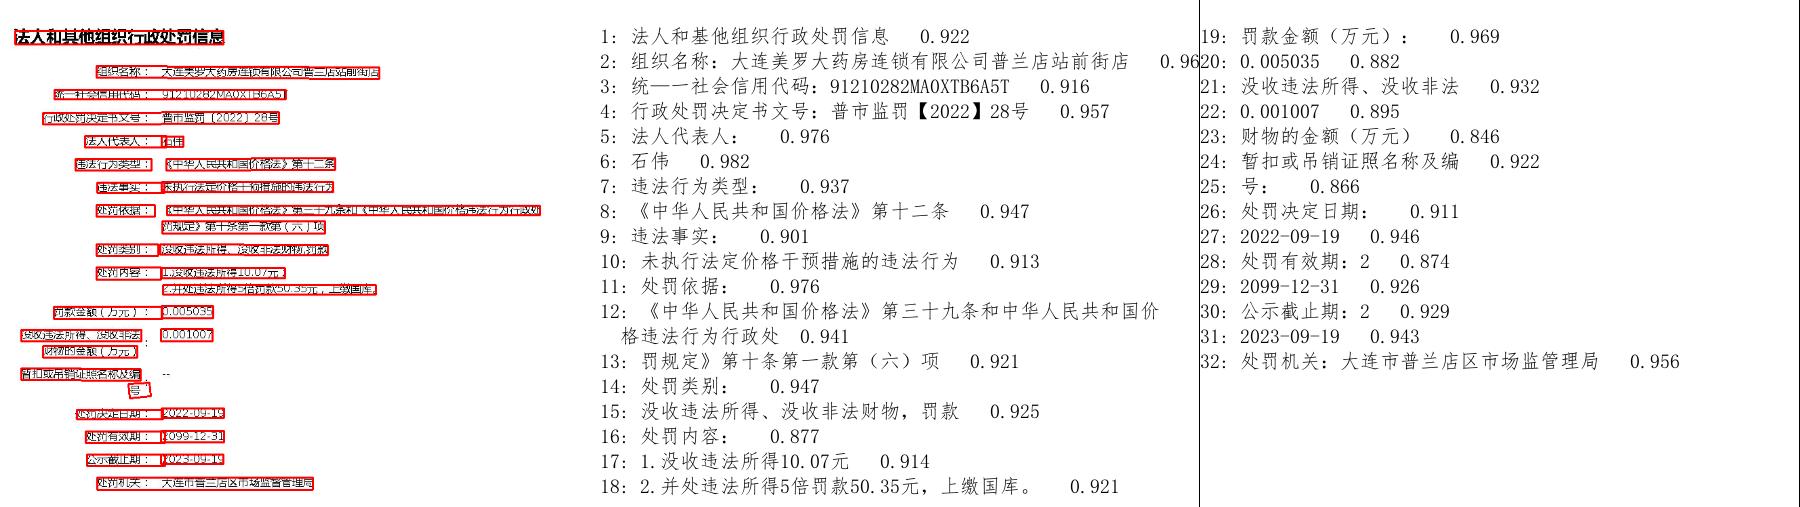 法人和其他组织行政处罚信息
组织名称： 大连美罗大药房连锁有限公司普兰店站前街店
统一社会信用代码： 91210282MA0XTB6A5T
行政处罚决定书文号： 普市监罚〔2022〕28号
法人代表人： 石伟
违法行为类型： 《中华人民共和国价格法》第十二条
违法事实： 未执行法定价格干预措施的违法行为
处罚依据： 《中华人民共和国价格法》第三十九条和《中华人民共和国价格违法行为行政处
罚规定》第十条第一款第（六）项
处罚类别： 没收违法所得、没收非法财物,罚款
处罚内容： 1.没收违法所得10.07元；
2.并处违法所得5倍罚款50.35元，上缴国库。
罚款金额（万元）： 0.005035
没收违法所得、没收非法 0.001007
财物的金额（万元） ：
暂扣或吊销证照名称及编 --
号：
处罚决定日期： 2022-09-19
处罚有效期： 2099-12-31
公示截止期： 2023-09-19
处罚机关： 大连市普兰店区市场监督管理局
1: 法人和基他组织行政处罚信息 0.922
2: 组织名称：大连美罗大药房连锁有限公司普兰店站前街店 0.96
3: 统—一社会信用代码：91210282MA0XTB6A5T 0.916
4: 行政处罚决定书文号：普市监罚【2022】28号 0.957
5: 法人代表人： 0.976
6: 石伟 0.982
7: 违法行为类型： 0.937
8: 《中华人民共和国价格法》第十二条 0.947
9: 违法事实： 0.901
10: 未执行法定价格干预措施的违法行为 0.913
11: 处罚依据： 0.976
12: 《中华人民共和国价格法》第三十九条和中华人民共和国价
格违法行为行政处 0.941
13: 罚规定》第十条第一款第（六）项 0.921
14: 处罚类别： 0.947
15: 没收违法所得、没收非法财物，罚款 0.925
16: 处罚内容： 0.877
17: 1.没收违法所得10.07元 0.914
18: 2.并处违法所得5倍罚款50.35元，上缴国库。 0.921
19: 罚款金额（万元）： 0.969
20: 0.005035 0.882
21: 没收违法所得、没收非法 0.932
22: 0.001007 0.895
23: 财物的金额（万元） 0.846
24: 暂扣或吊销证照名称及编 0.922
25: 号： 0.866
26: 处罚决定日期： 0.911
27: 2022-09-19 0.946
28: 处罚有效期：2 0.874
29: 2099-12-31 0.926
30: 公示截止期：2 0.929
31: 2023-09-19 0.943
32: 处罚机关：大连市普兰店区市场监管理局 0.956